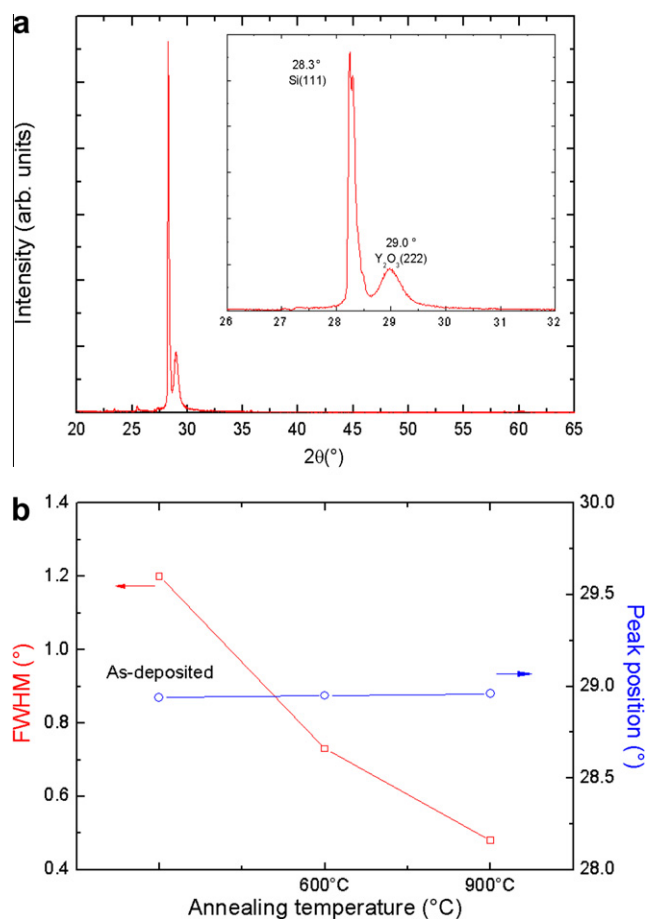 a
Intensity (arb. units)
28.3°
Si(111)
29.0 °
Y2O3(222)
26 27 28 29 30 31 32
20 25 30 35 40 45 50 55 60 65
2θ(°)
b
1.4
1.2
1.0
0.8
0.6
0.4
FWHM (°)
As-deposited
30.0
29.5
29.0
28.5
28.0
Peak position (°)
600°C 900°C
Annealing temperature (°C)